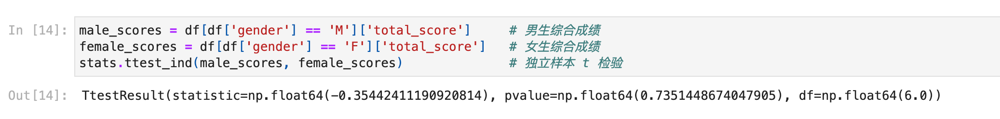 In [14]: male_scores = df[df['gender'] == 'M']['total_score']     # 男生综合成绩
female_scores = df[df['gender'] == 'F']['total_score']   # 女生综合成绩
stats.ttest_ind(male_scores, female_scores)              # 独立样本 t 检验
Out[14]: TtestResult(statistic=np.float64(-0.35442411190920814), pvalue=np.float64(0.7351448674047905), df=np.float64(6.0))